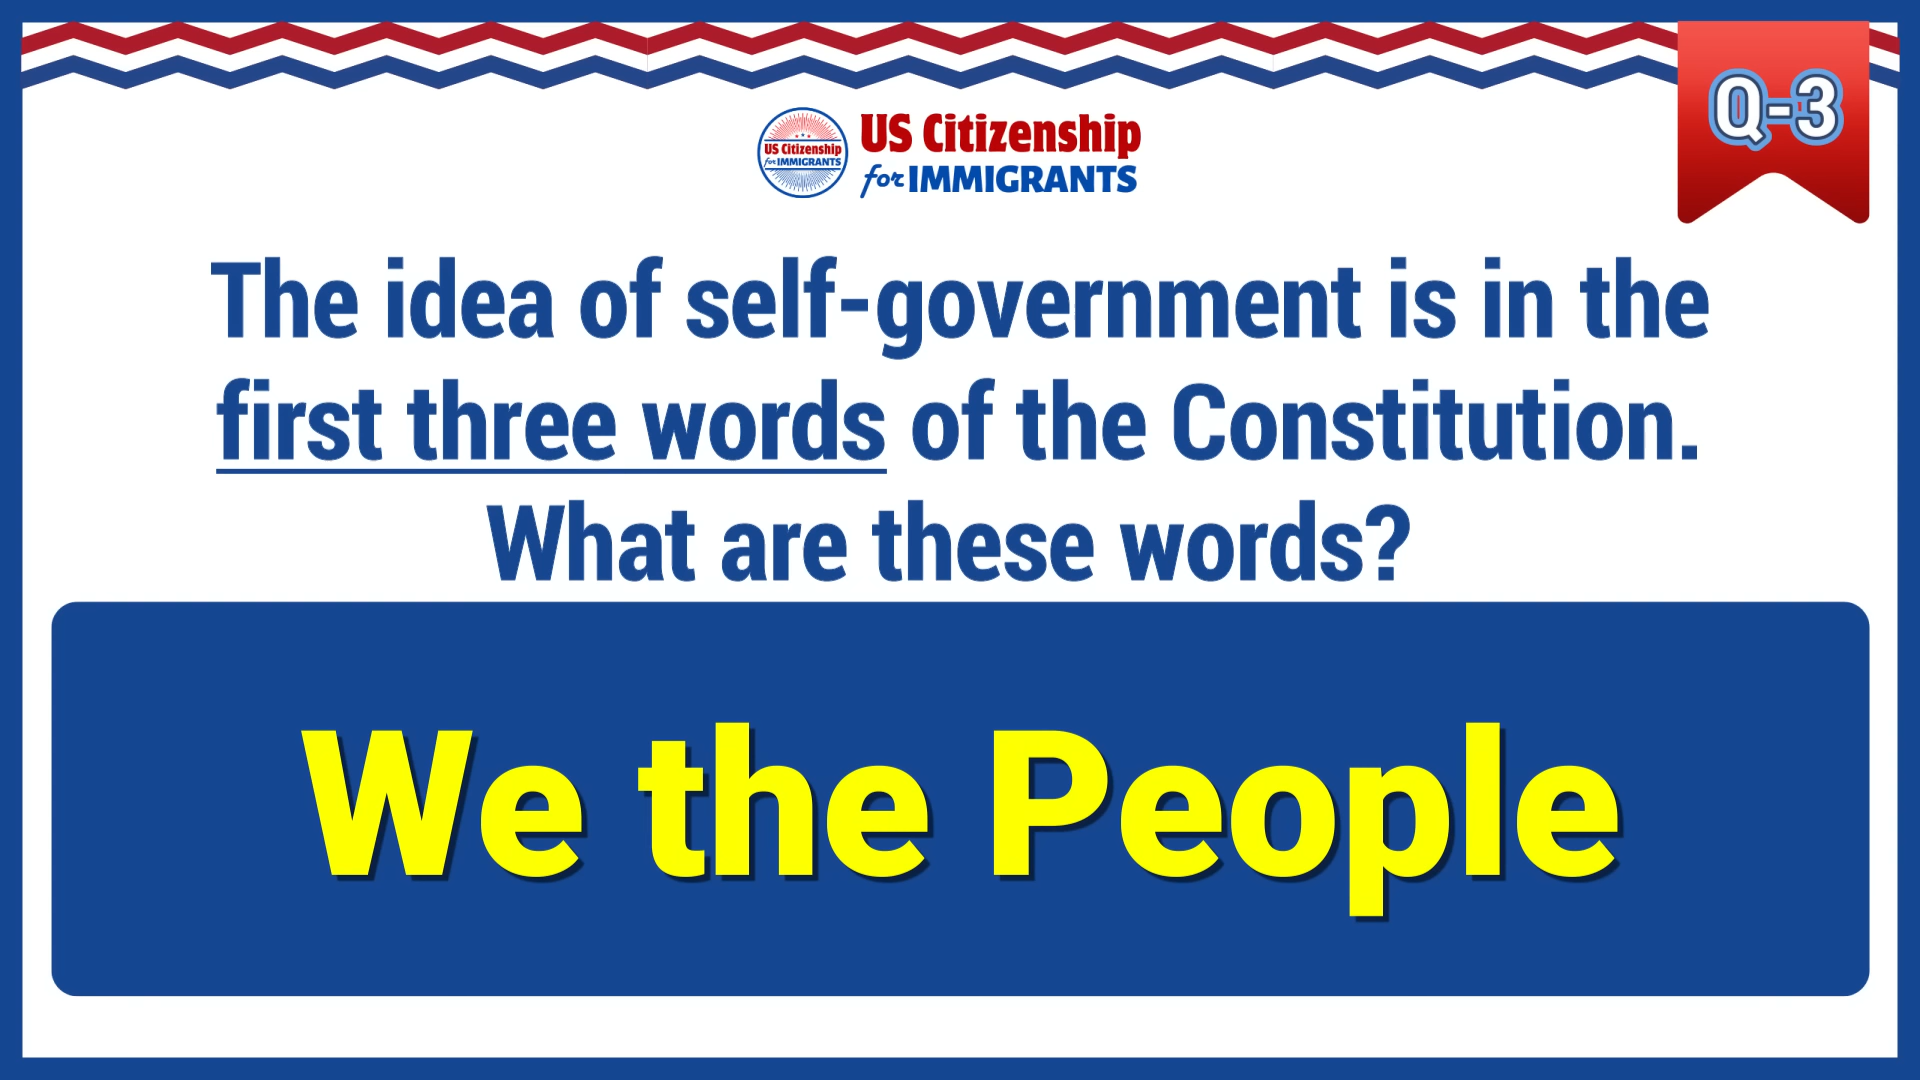 Q-3
US Citizenship
for IMMIGRANTS
US Citizenship
for IMMIGRANTS
The idea of self-government is in the
first three words of the Constitution.
What are these words?
We the People